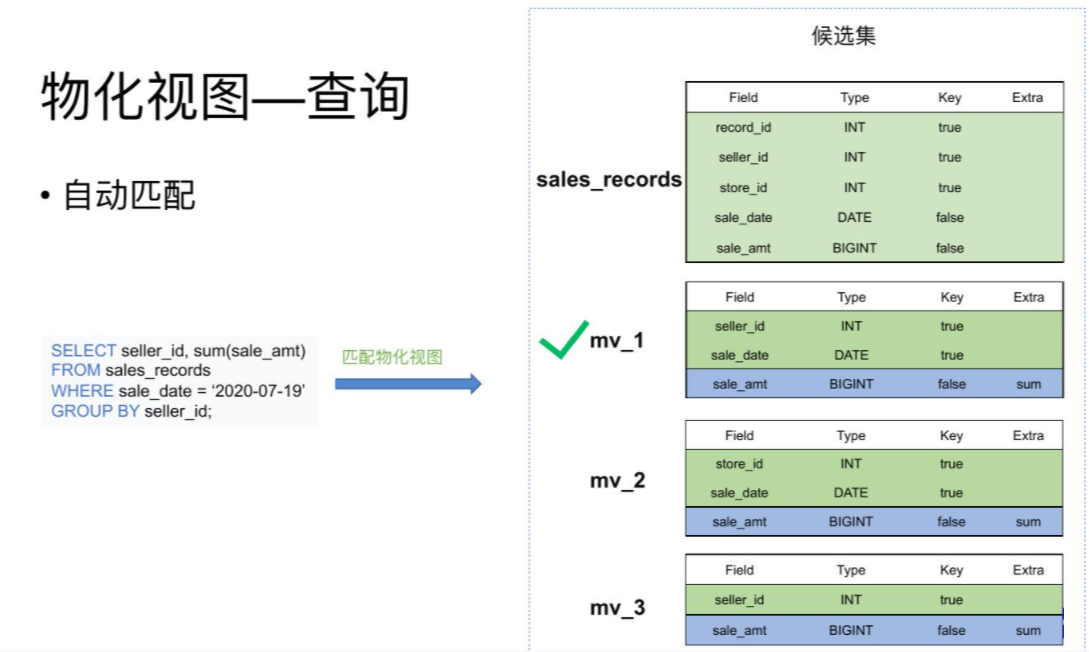 物化视图—查询
• 自动匹配
SELECT seller_id, sum(sale_amt)
FROM sales_records
WHERE sale_date = ‘2020-07-19’
GROUP BY seller_id;
匹配物化视图
候选集
sales_records
Field Type Key Extra
record_id INT true
seller_id INT true
store_id INT true
sale_date DATE false
sale_amt BIGINT false
mv_1
Field Type Key Extra
seller_id INT true
sale_date DATE true
sale_amt BIGINT false sum
mv_2
Field Type Key Extra
store_id INT true
sale_date DATE true
sale_amt BIGINT false sum
mv_3
Field Type Key Extra
seller_id INT true
sale_amt BIGINT false sum